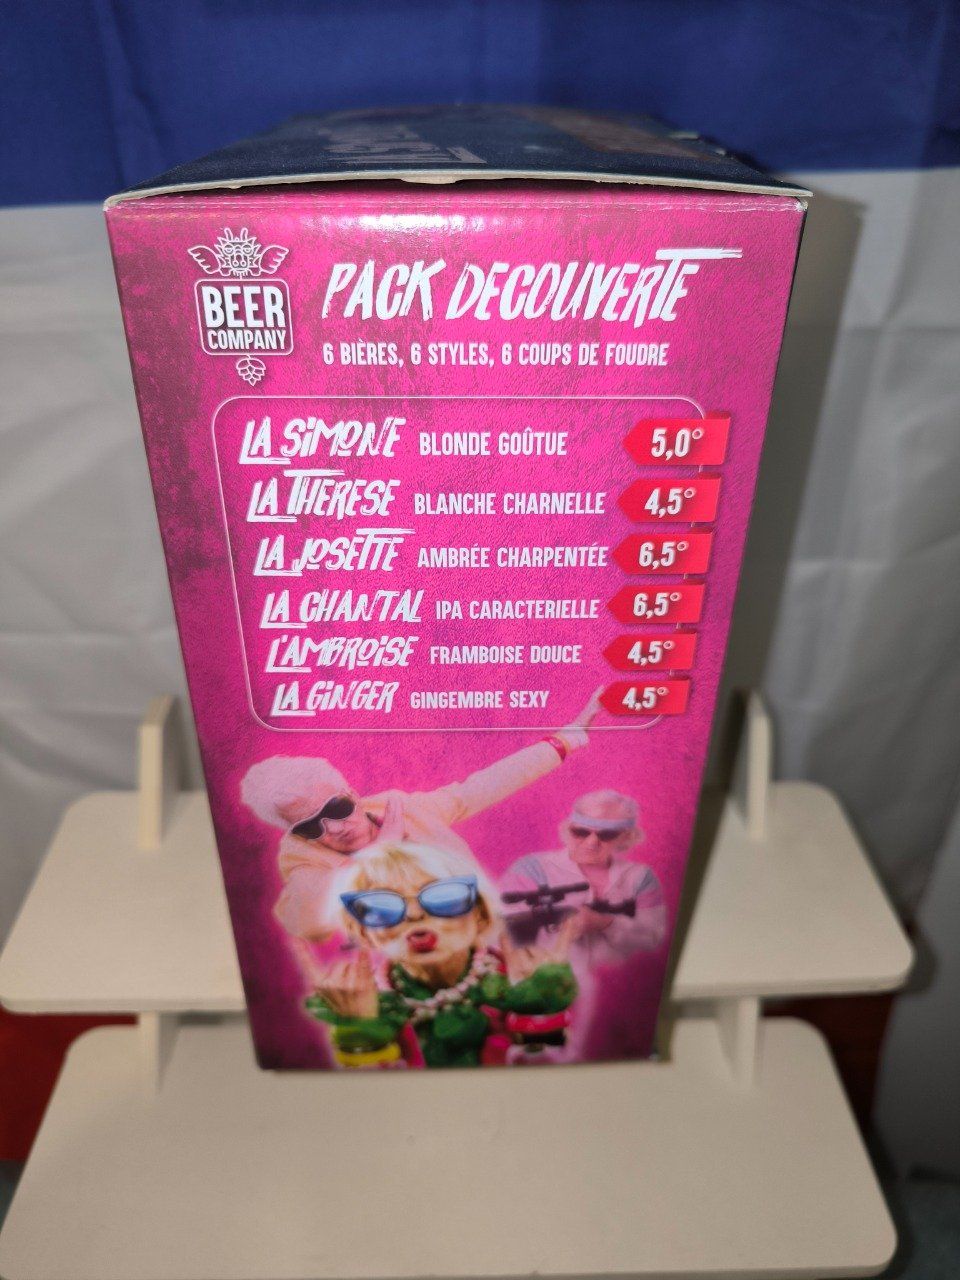 BEER
COMPANY
PACK DECOUVERTE
6 BIÈRES, 6 STYLES, 6 COUPS DE FOUDRE
LA SIMONE BLONDE GOÛTUE 5,0°
LA THERESE BLANCHE CHARNELLE 4,5°
LA JOSETTE AMBRÉE CHARPENTÉE 6,5°
LA CHANTAL IPA CARACTERIELLE 6,5°
L'AMBROISE FRAMBOISE DOUCE 4,5°
LA GINGER GINGEMBRE SEXY 4,5°